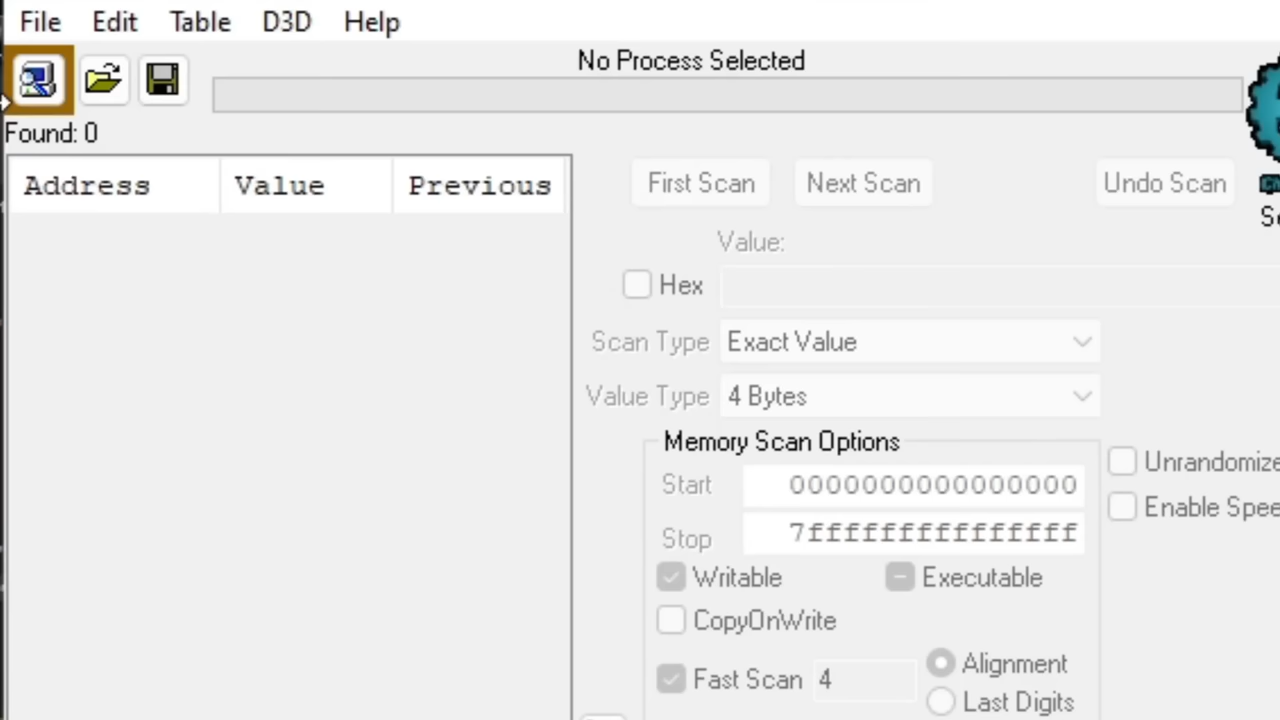 File Edit Table D3D Help
No Process Selected
Found: 0
Address Value Previous
First Scan Next Scan Undo Scan
Value:
Hex
Scan Type Exact Value
Value Type 4 Bytes
Memory Scan Options
Start 0000000000000000
Stop 7fffffffffffffff
Unrandomize
Enable Spee
Writable Executable
CopyOnWrite
Fast Scan 4 Alignment
Last Digits